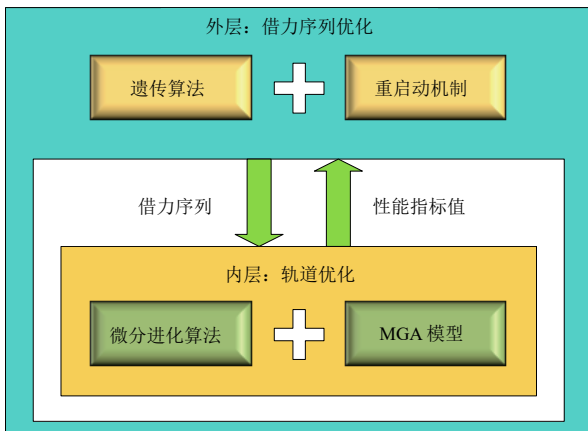 外层：借力序列优化
遗传算法
重启动机制
借力序列
性能指标值
内层：轨道优化
微分进化算法
MGA 模型